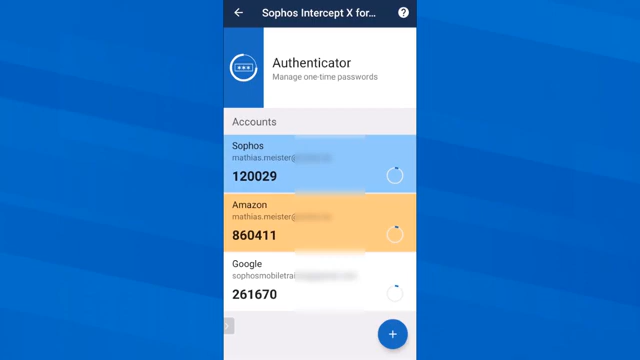 Sophos Intercept X for...
Authenticator
Manage one-time passwords
Accounts
Sophos
mathias.meister@
120029
Amazon
mathias.meister@
860411
Google
sophosmobiletrai
261670